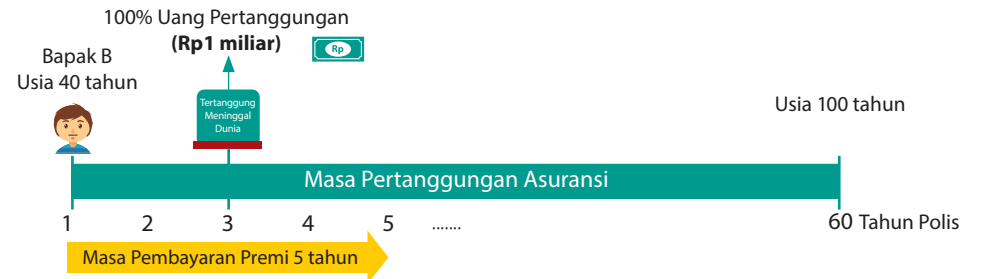 100% Uang Pertanggungan
(Rp1 miliar)
Rp
Bapak B
Usia 40 tahun
Tertanggung
Meninggal
Dunia
Usia 100 tahun
Masa Pertanggungan Asuransi
1 2 3 4 5 ....... 60 Tahun Polis
Masa Pembayaran Premi 5 tahun